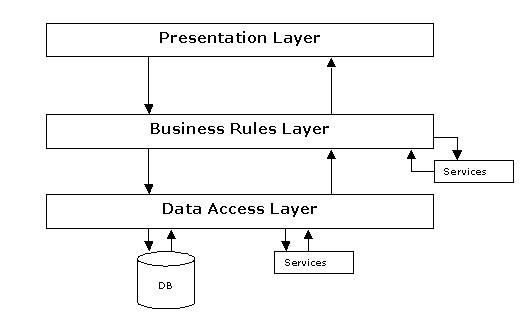 Presentation Layer
Business Rules Layer
Services
Data Access Layer
Services
DB